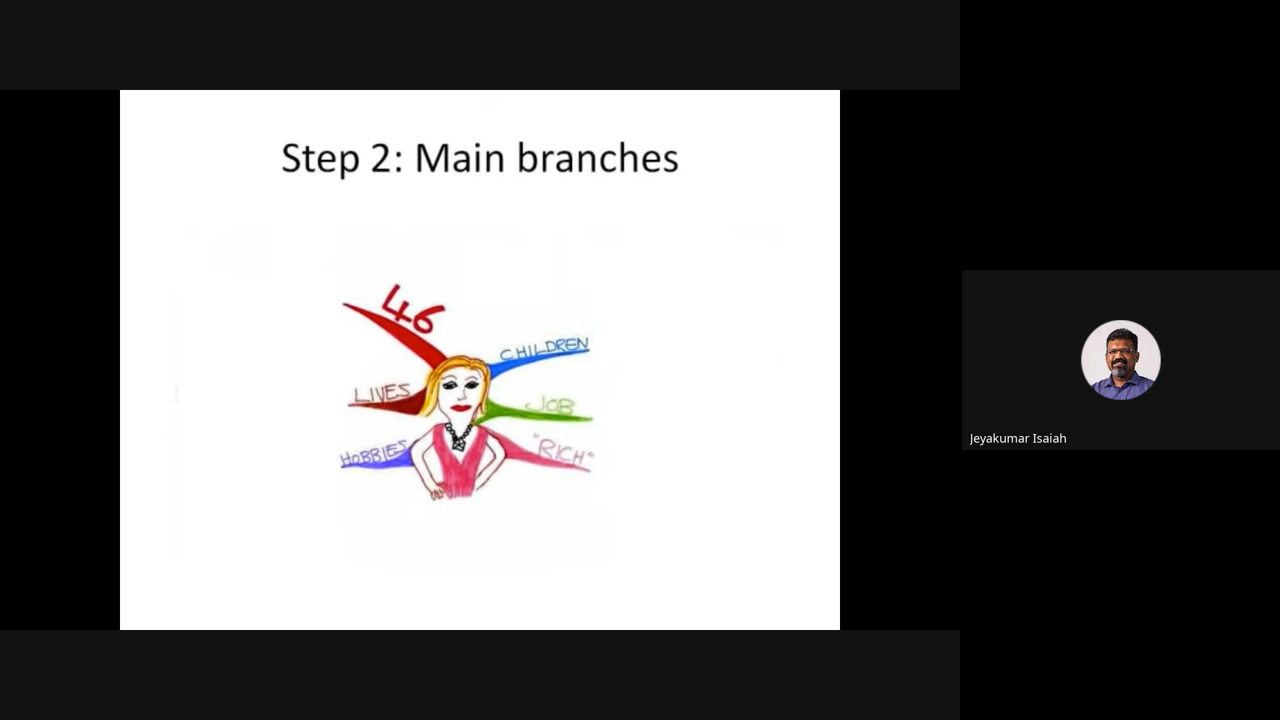 Step 2: Main branches
46
CHILDREN
LIVES
JOB
HOBBIES
"RICH"
Jeyakumar Isaiah